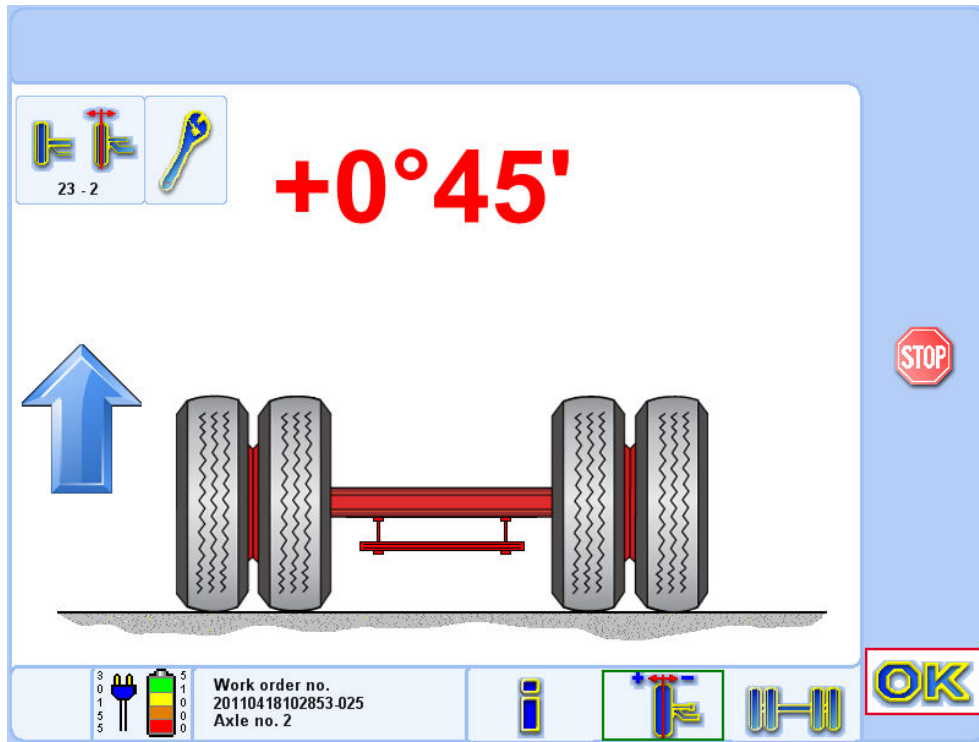 23 - 2
+0°45'
STOP
3 0 1 5 5
5 1 0 0 0
Work order no.
20110418102853-025
Axle no. 2
+ -
OK